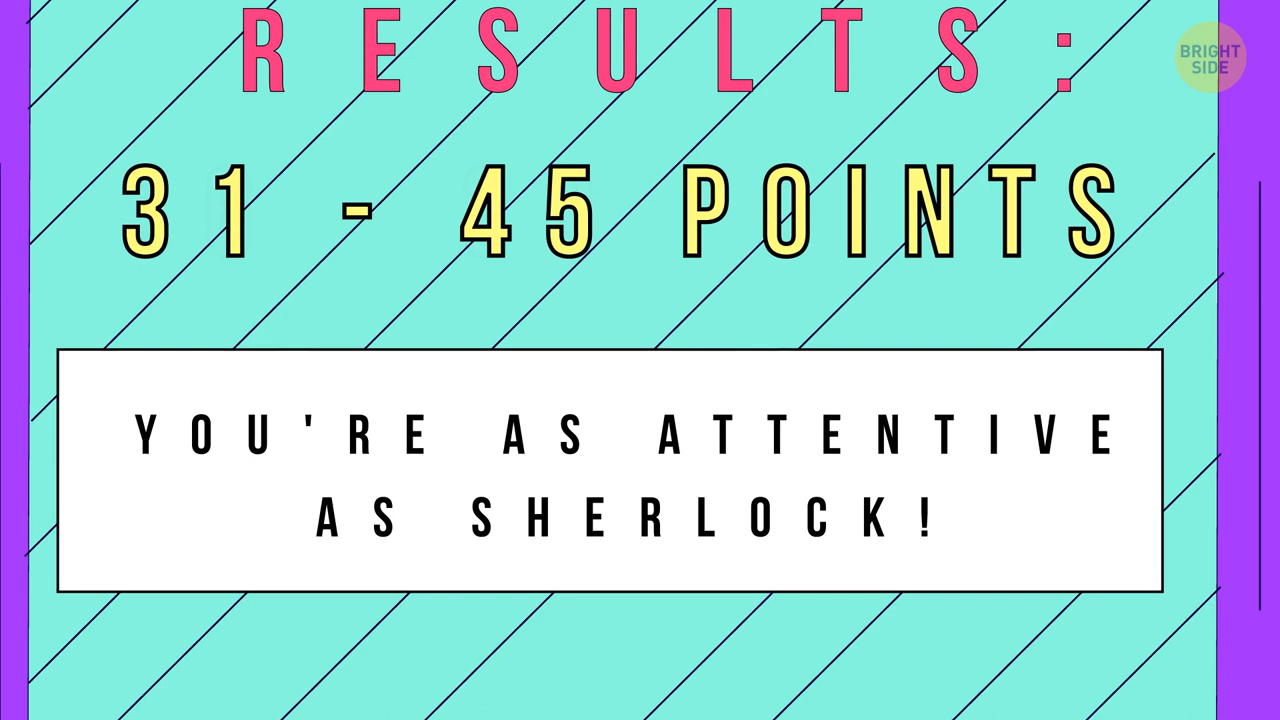 RESULTS:
BRIGHT
SIDE
31 - 45 POINTS
YOU'RE AS ATTENTIVE
AS SHERLOCK!